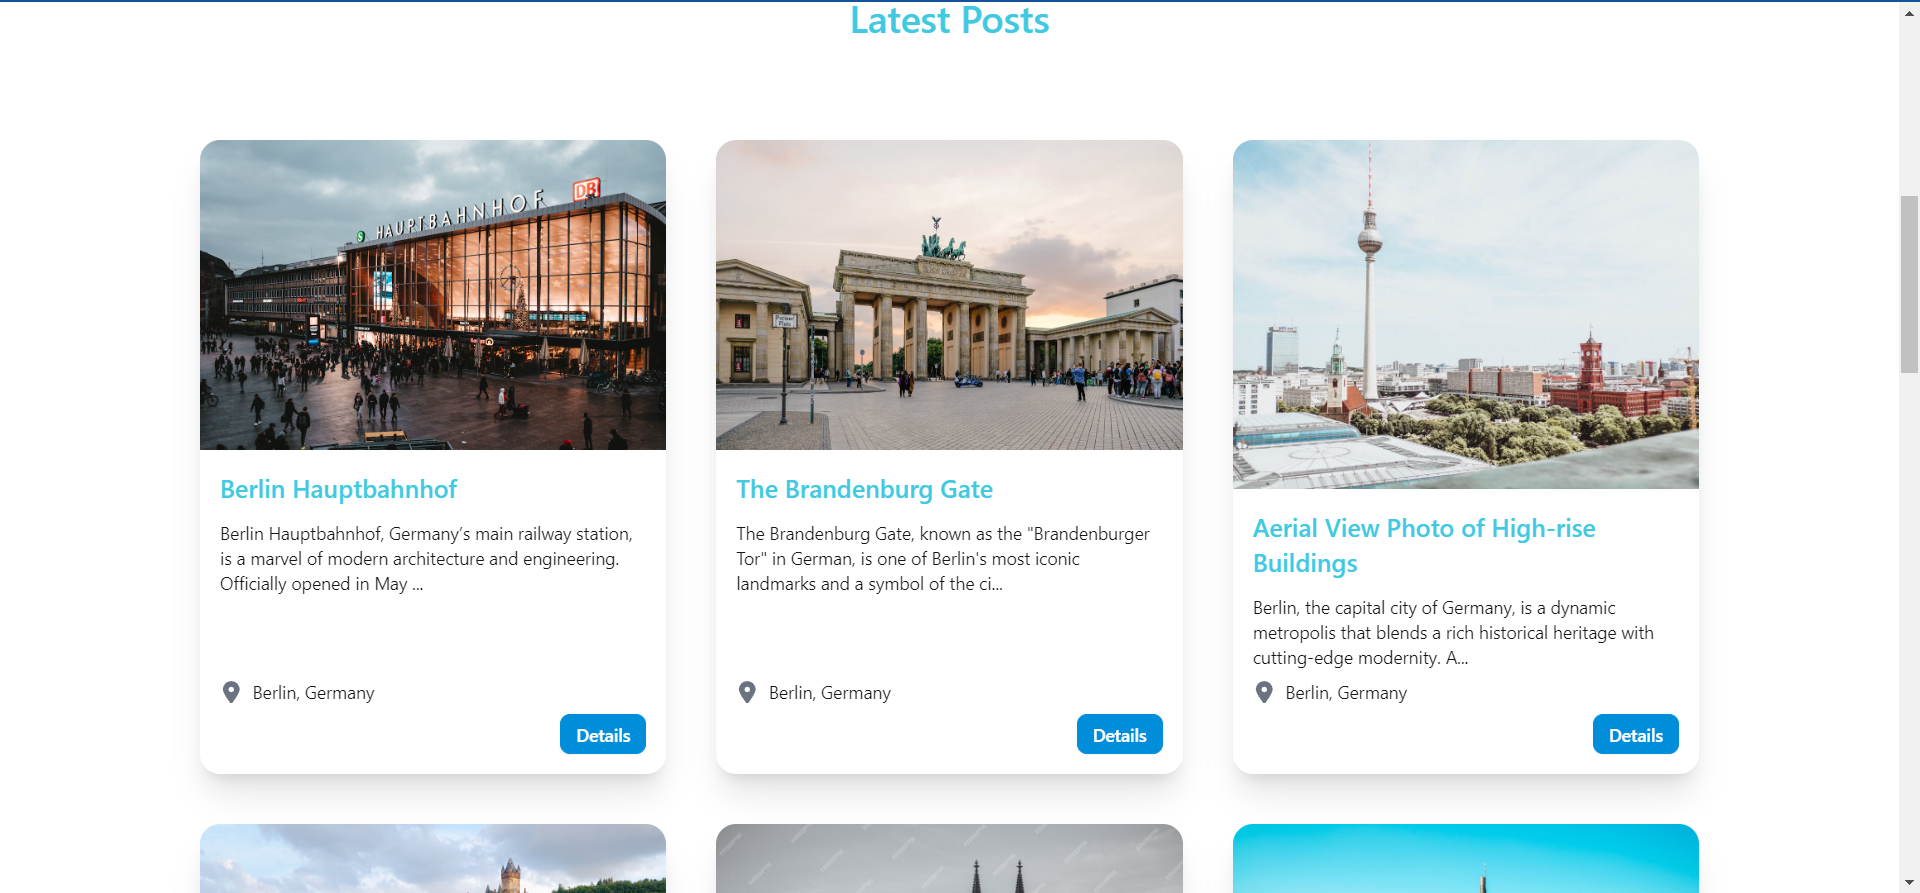 Latest Posts
HAUPTBAHNHOF
DB
S
Pariser
Platz
Berlin Hauptbahnhof
Berlin Hauptbahnhof, Germany’s main railway station,
is a marvel of modern architecture and engineering.
Officially opened in May ...
Berlin, Germany
Details
The Brandenburg Gate
The Brandenburg Gate, known as the "Brandenburger
Tor" in German, is one of Berlin's most iconic
landmarks and a symbol of the ci...
Berlin, Germany
Details
Aerial View Photo of High-rise
Buildings
Berlin, the capital city of Germany, is a dynamic
metropolis that blends a rich historical heritage with
cutting-edge modernity. A...
Berlin, Germany
Details